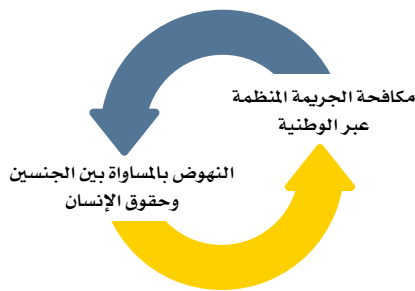 مكافحة الجريمة المنظمة
عبر الوطنية
النهوض بالمساواة بين الجنسين
وحقوق الإنسان